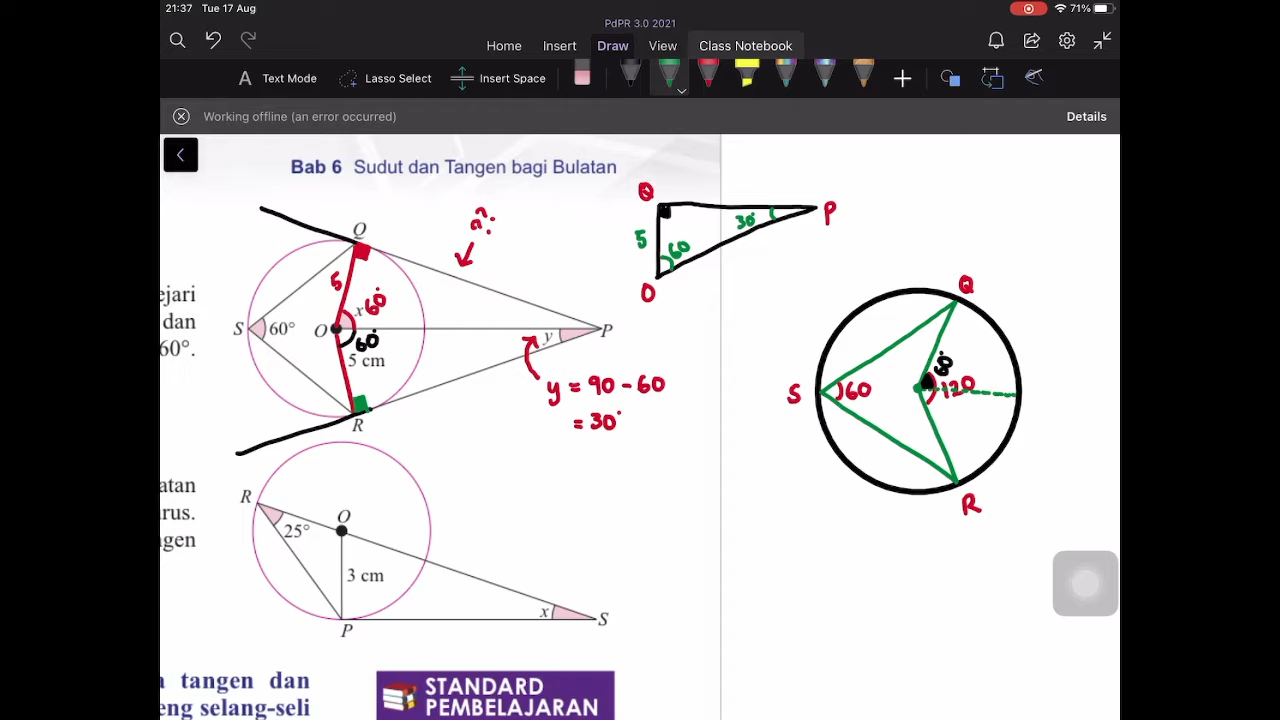 21:37 Tue 17 Aug
71%
PdPR 3.0 2021
Home Insert Draw View Class Notebook
Text Mode Lasso Select Insert Space
Working offline (an error occurred) Details
Bab 6 Sudut dan Tangen bagi Bulatan
ejari
dan
60°.
Q
5
x 60°
S 60° O
60°
5 cm
y P
R
a?
y = 90 - 60
= 30°
Q
P
5
60
30°
O
Q
S
60
60
120
R
atan
rus.
ngen
R
25°
O
3 cm
x S
P
a tangen dan
eng selang-seli
STANDARD
PEMBELAJARAN